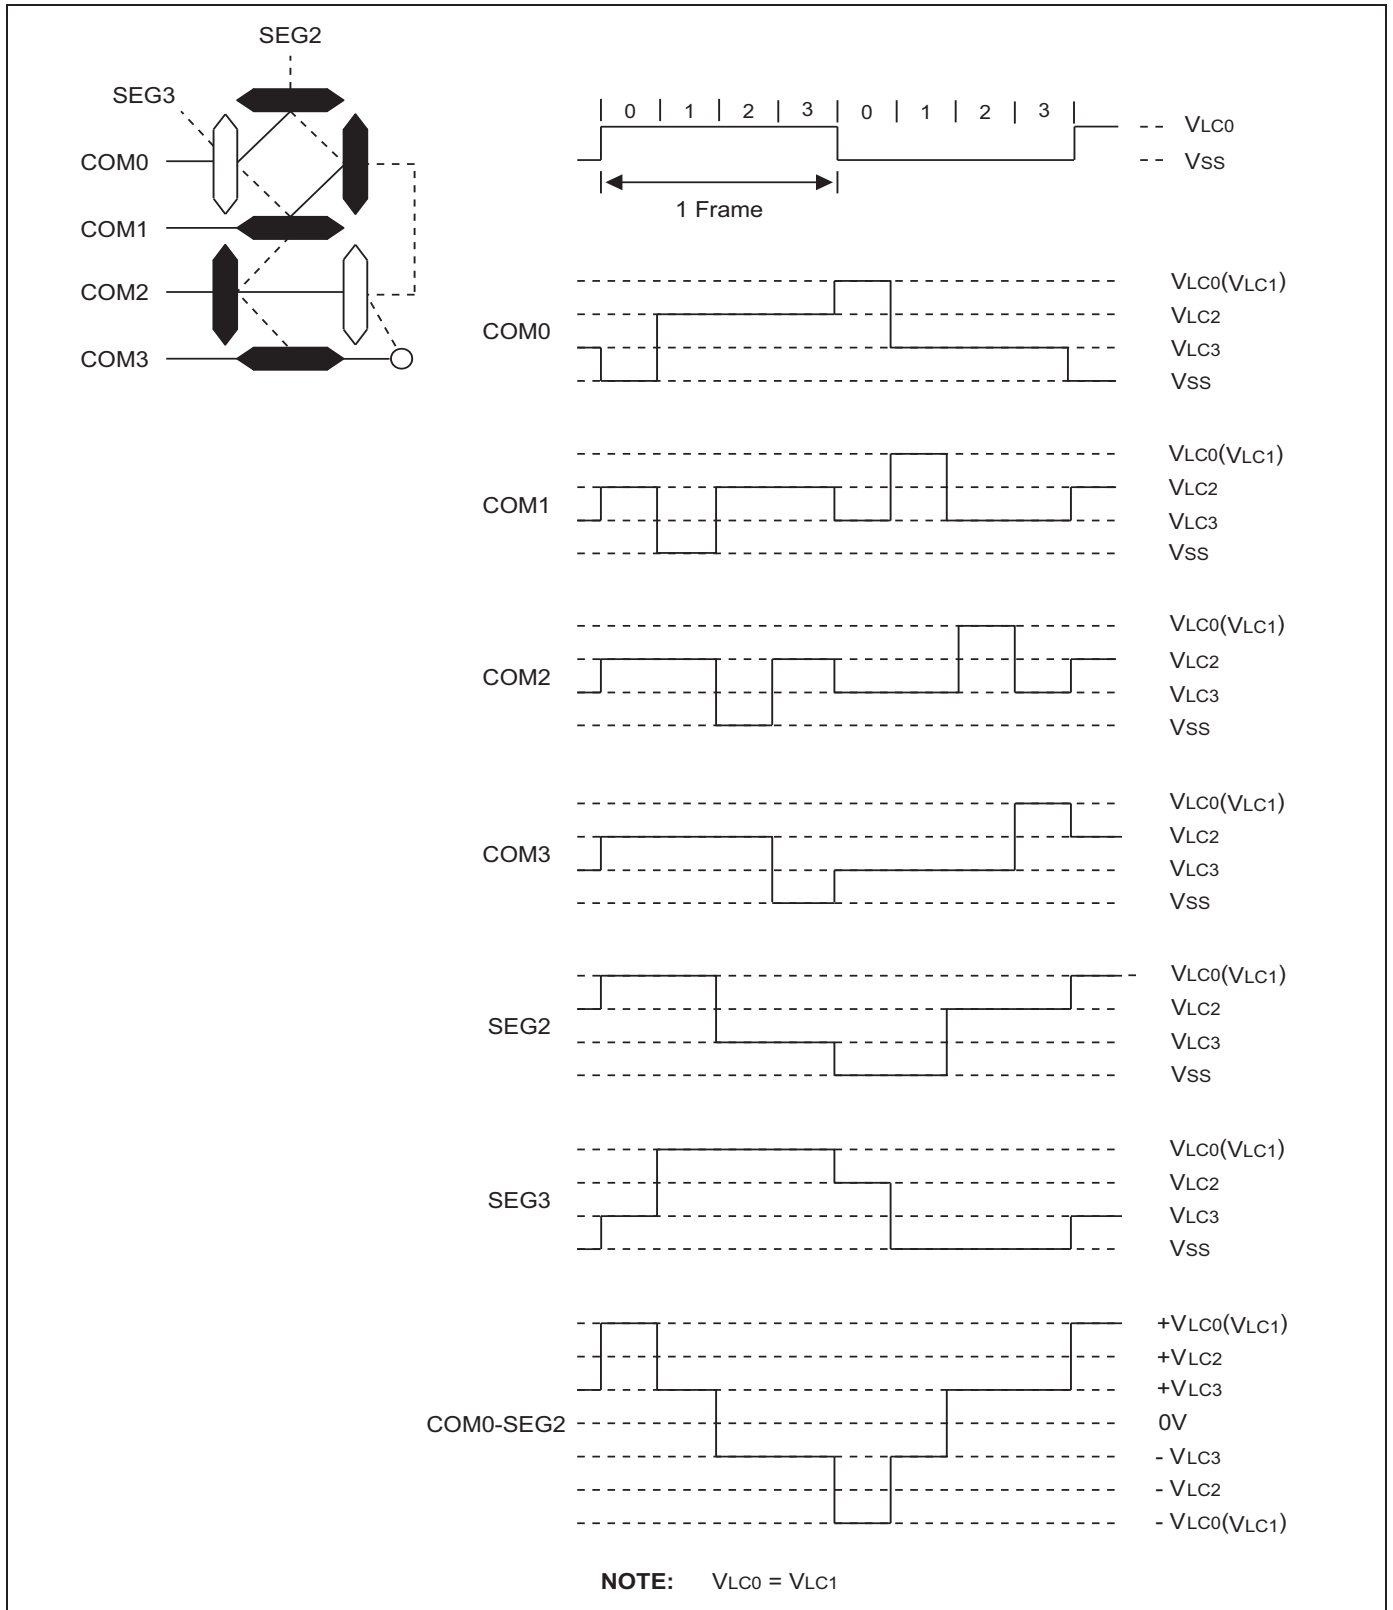 SEG2
SEG3
COM0
COM1
COM2
COM3
0 1 2 3 0 1 2 3
VLC0
VSS
1 Frame
COM0
VLC0(VLC1)
VLC2
VLC3
VSS
COM1
VLC0(VLC1)
VLC2
VLC3
VSS
COM2
VLC0(VLC1)
VLC2
VLC3
VSS
COM3
VLC0(VLC1)
VLC2
VLC3
VSS
SEG2
VLC0(VLC1)
VLC2
VLC3
VSS
SEG3
VLC0(VLC1)
VLC2
VLC3
VSS
COM0-SEG2
+VLC0(VLC1)
+VLC2
+VLC3
0V
- VLC3
- VLC2
- VLC0(VLC1)
NOTE: VLC0 = VLC1